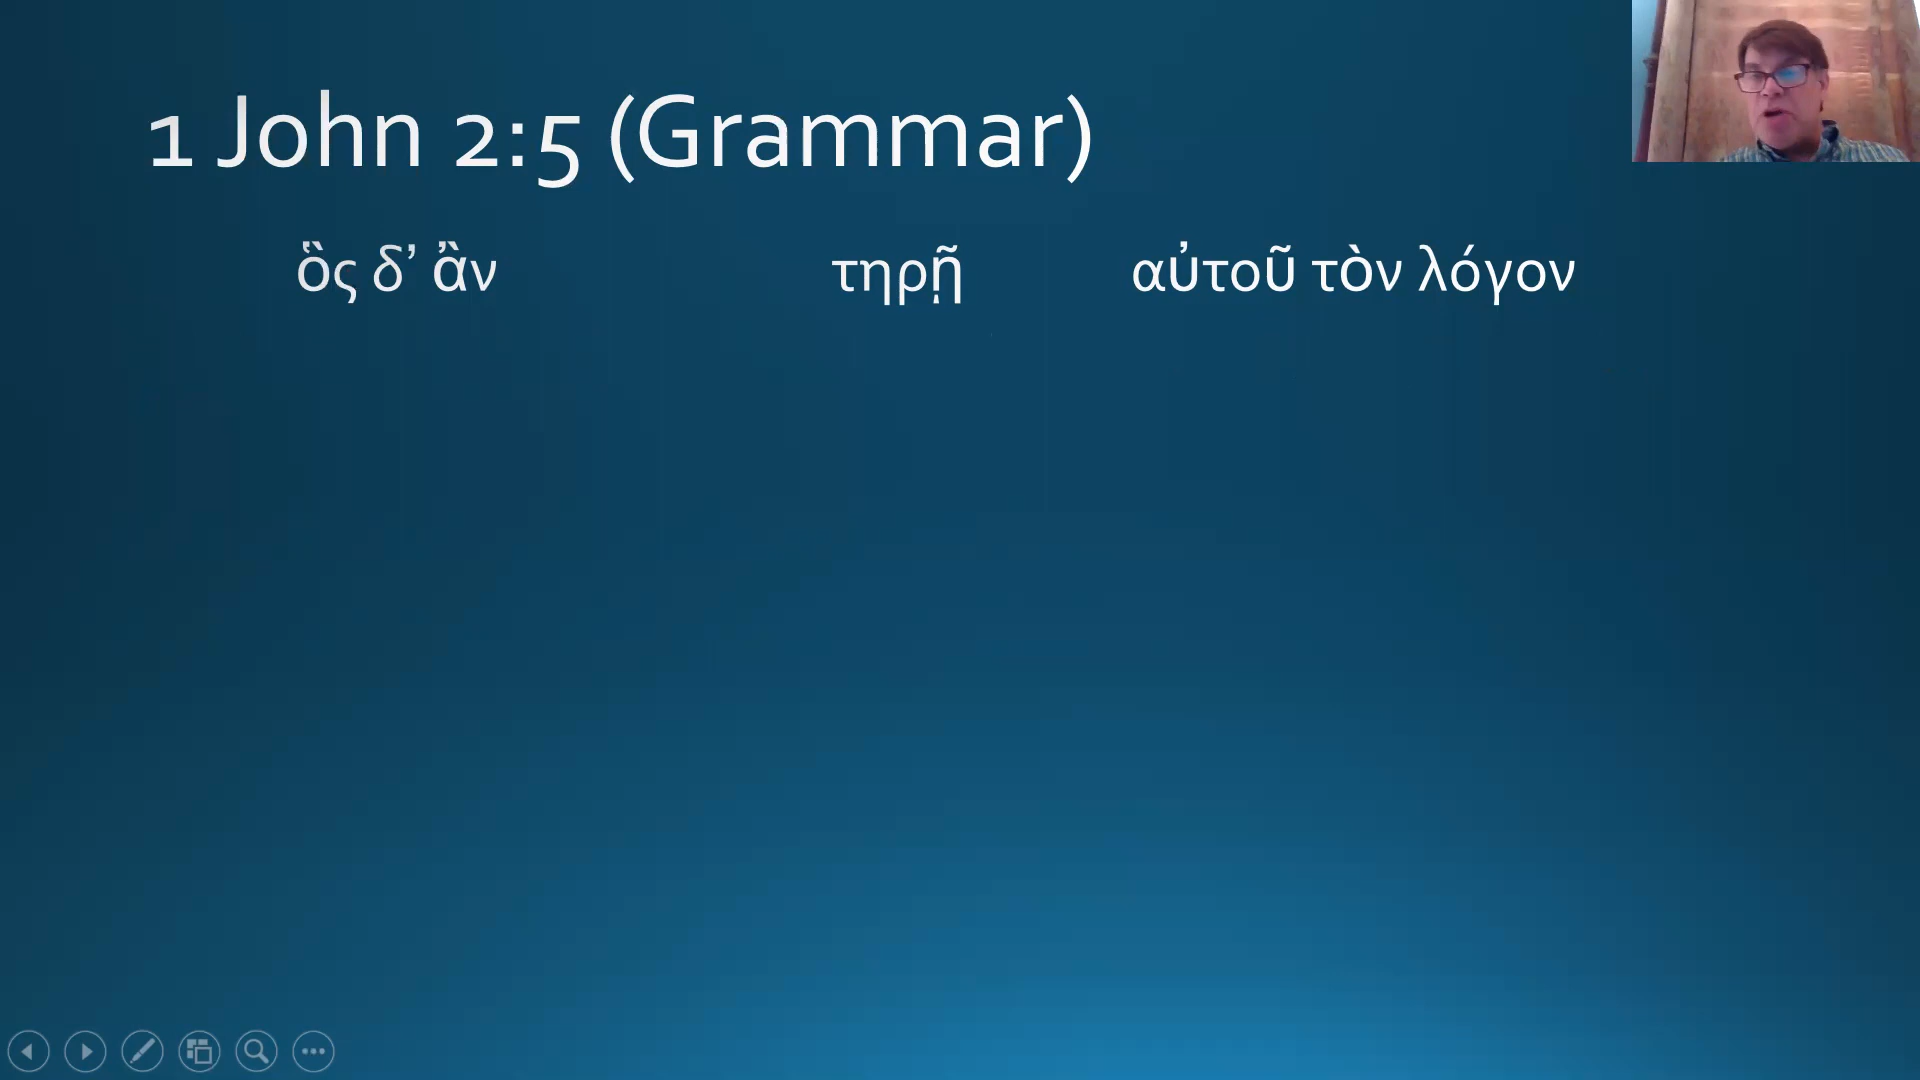 1 John 2:5 (Grammar)
ὃς δ’ ἂν τηρῇ αὐτοῦ τὸν λόγον